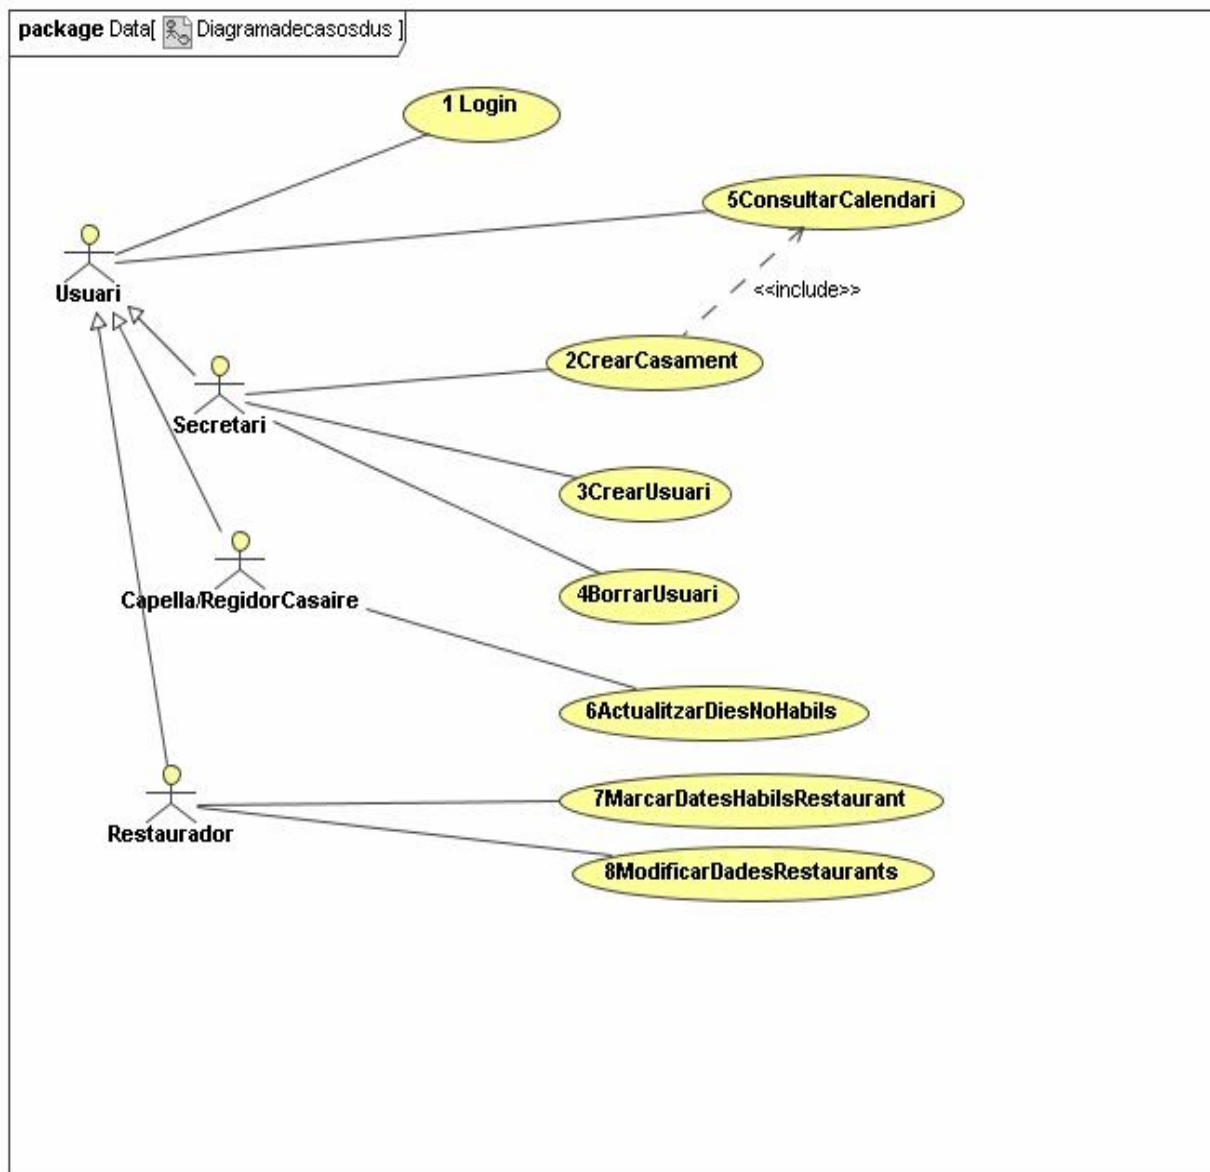 package Data[ Diagramadecasosdus ]
1 Login
5ConsultarCalendari
Usuari
<<include>>
2CrearCasament
Secretari
3CrearUsuari
4BorrarUsuari
Capella/RegidorCasaire
6ActualitzarDiesNoHabils
7MarcarDatesHabilsRestaurant
Restaurador
8ModificarDadesRestaurants